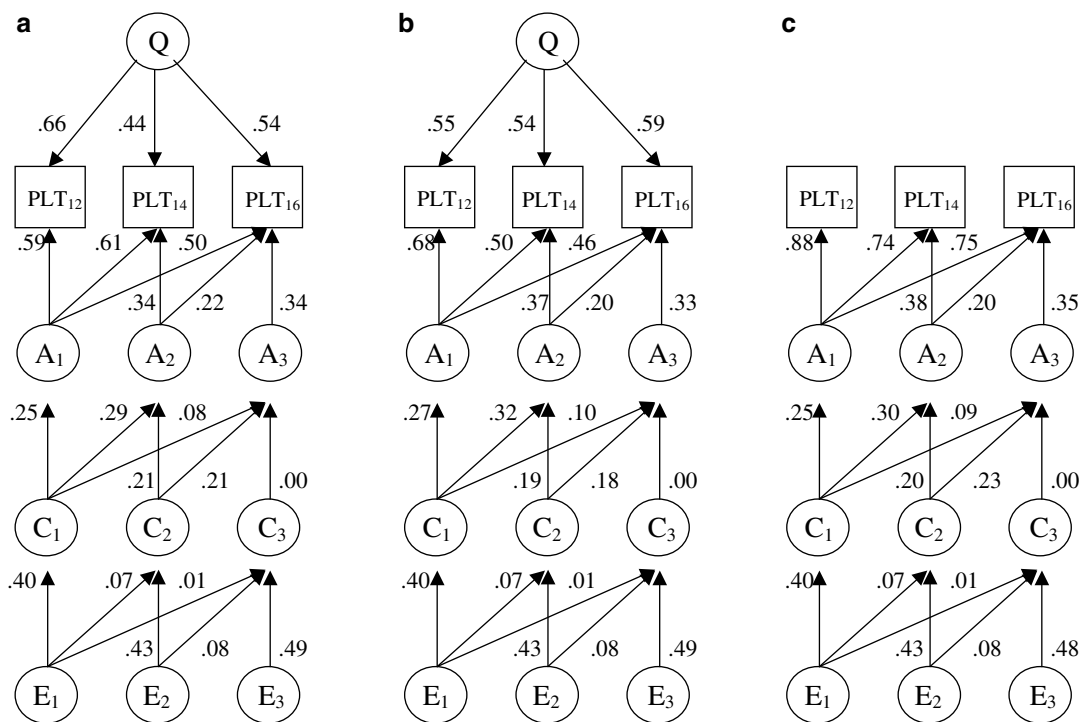 a b c
Q Q
.66 .44 .54 .55 .54 .59
PLT12 PLT14 PLT16 PLT12 PLT14 PLT16 PLT12 PLT14 PLT16
.59 .61 .50 .68 .50 .46 .88 .74 .75
.34 .22 .34 .37 .20 .33 .38 .20 .35
A1 A2 A3 A1 A2 A3 A1 A2 A3
.25 .29 .08 .27 .32 .10 .25 .30 .09
.21 .21 .00 .19 .18 .00 .20 .23 .00
C1 C2 C3 C1 C2 C3 C1 C2 C3
.40 .07 .01 .40 .07 .01 .40 .07 .01
.43 .08 .49 .43 .08 .49 .43 .08 .48
E1 E2 E3 E1 E2 E3 E1 E2 E3